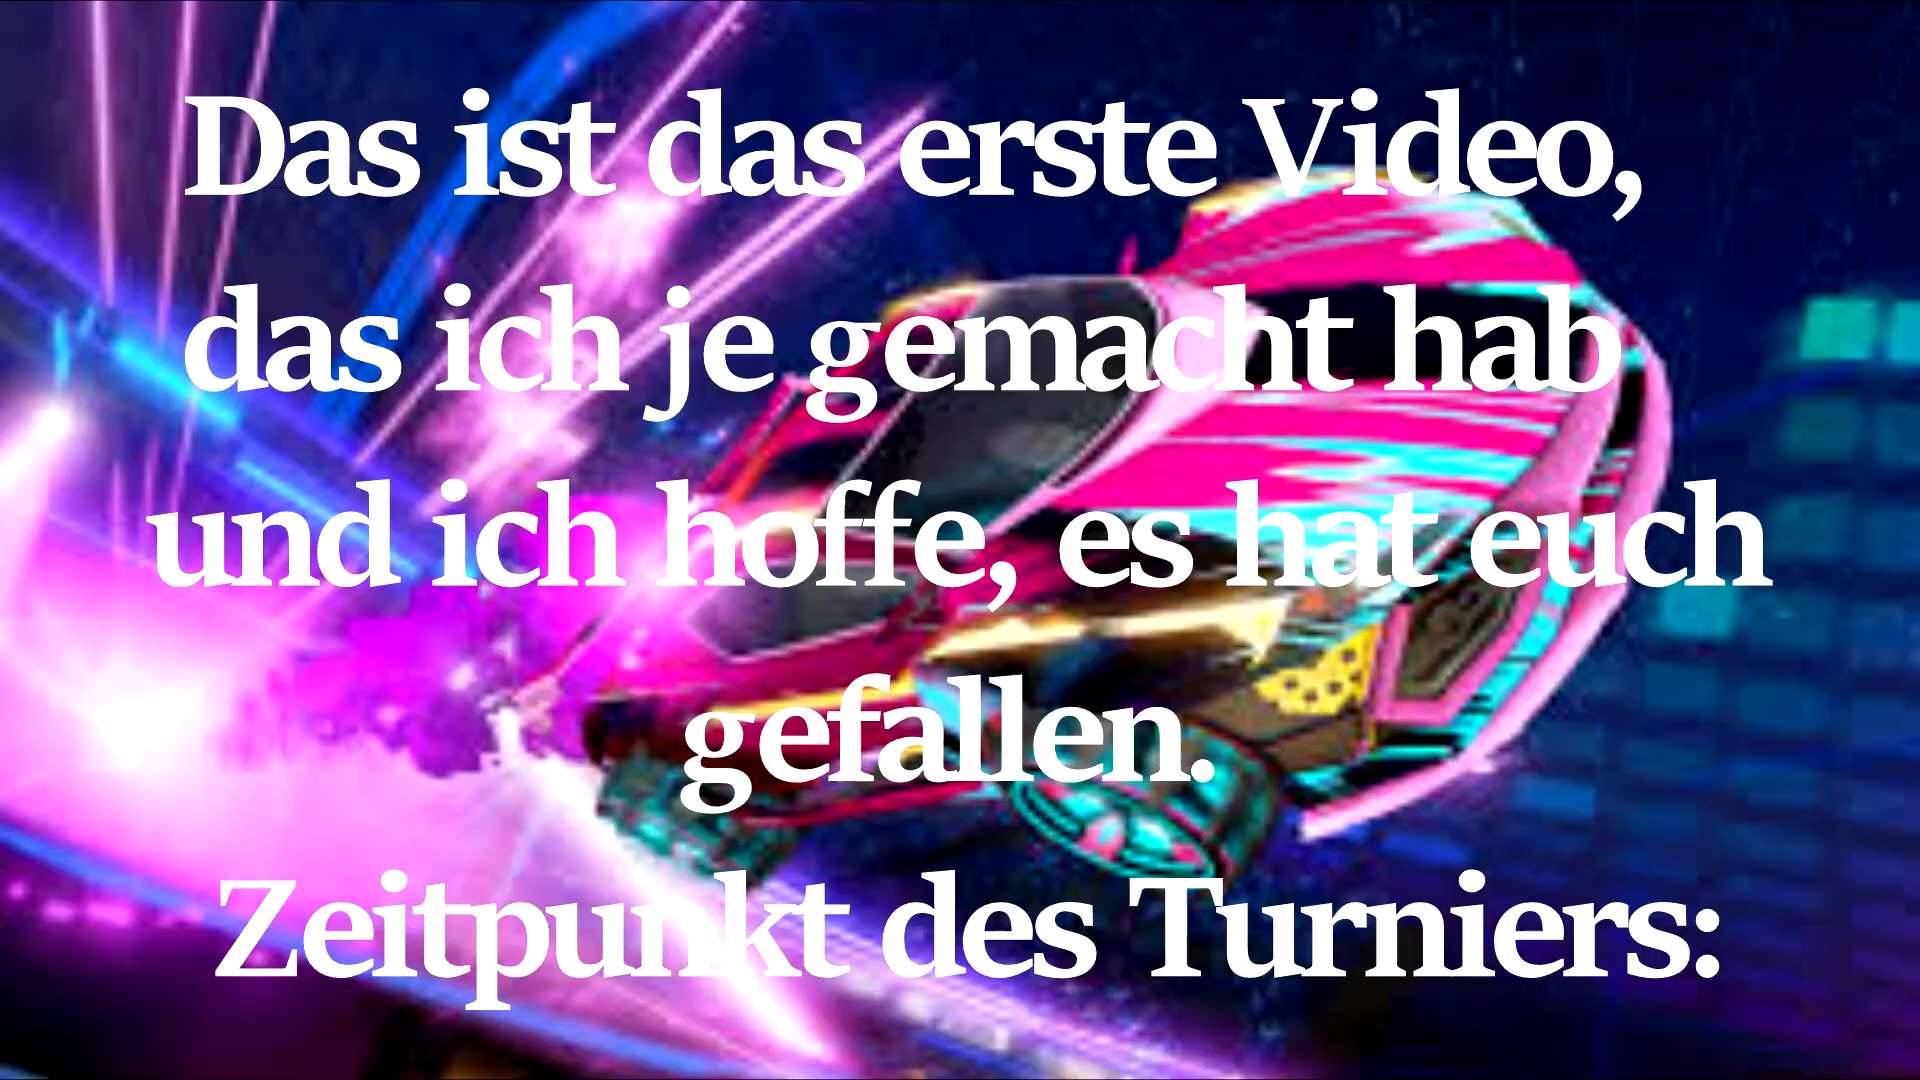 Das ist das erste Video,
das ich je gemacht hab
und ich hoffe, es hat euch
gefallen.
Zeitpunkt des Turniers: